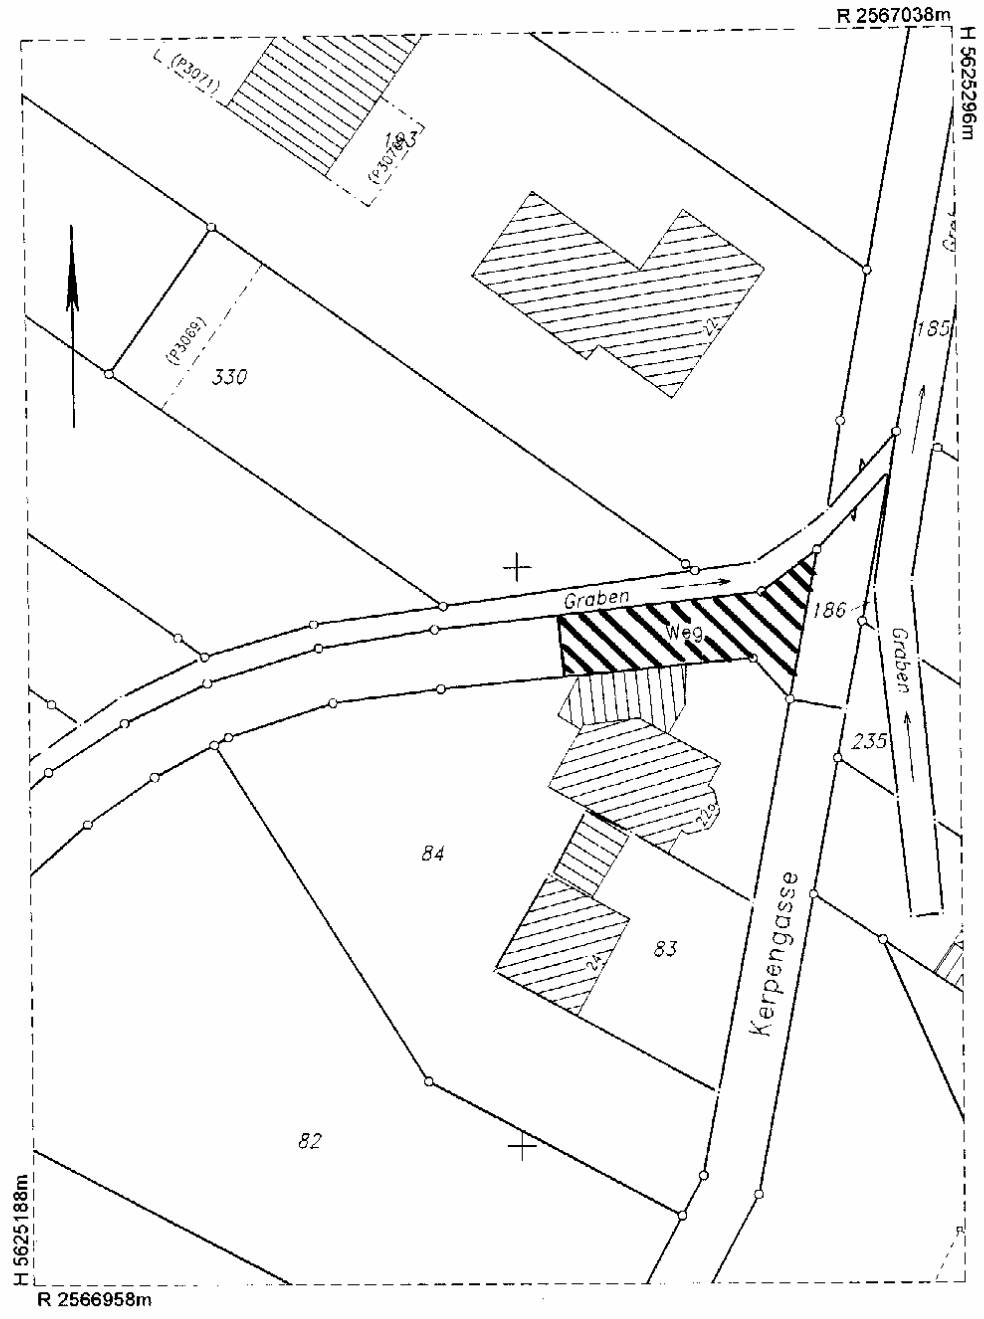 R 2567038m
H 5625296m
(P3071)
(P3070)
22
185
(P3069)
330
Graben
Weg
186
Graben
235
22a
84
83
24
Kerpengasse
82
H 5625188m
R 2566958m